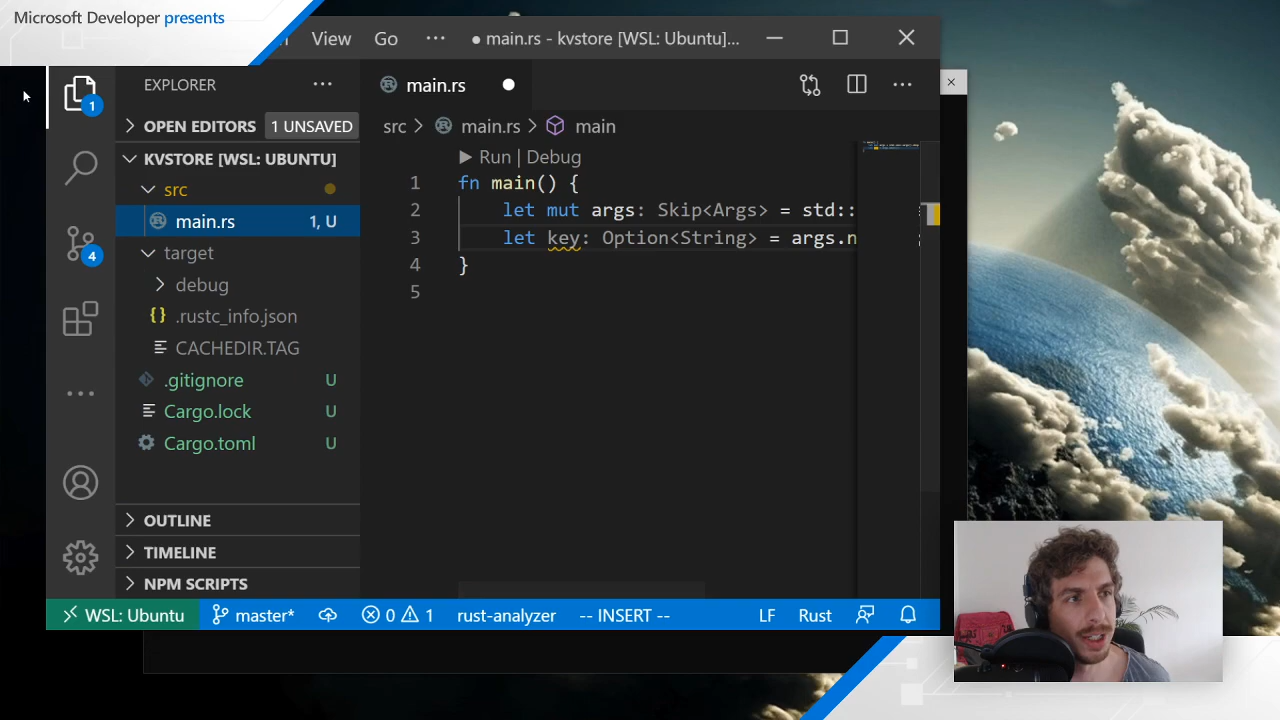 Microsoft Developer presents
View Go ··· ● main.rs - kvstore [WSL: Ubuntu]...
EXPLORER ···
main.rs
OPEN EDITORS 1 UNSAVED
src > main.rs > main
KVSTORE [WSL: UBUNTU]
▶ Run | Debug
src
main.rs 1, U
target
debug
.rustc_info.json
CACHEDIR.TAG
.gitignore U
Cargo.lock U
Cargo.toml U
OUTLINE
TIMELINE
NPM SCRIPTS
1
4
1 fn main() {
2 let mut args: Skip<Args> = std::
3 let key: Option<String> = args.n
4 }
5
WSL: Ubuntu master* 0 1 rust-analyzer -- INSERT -- LF Rust